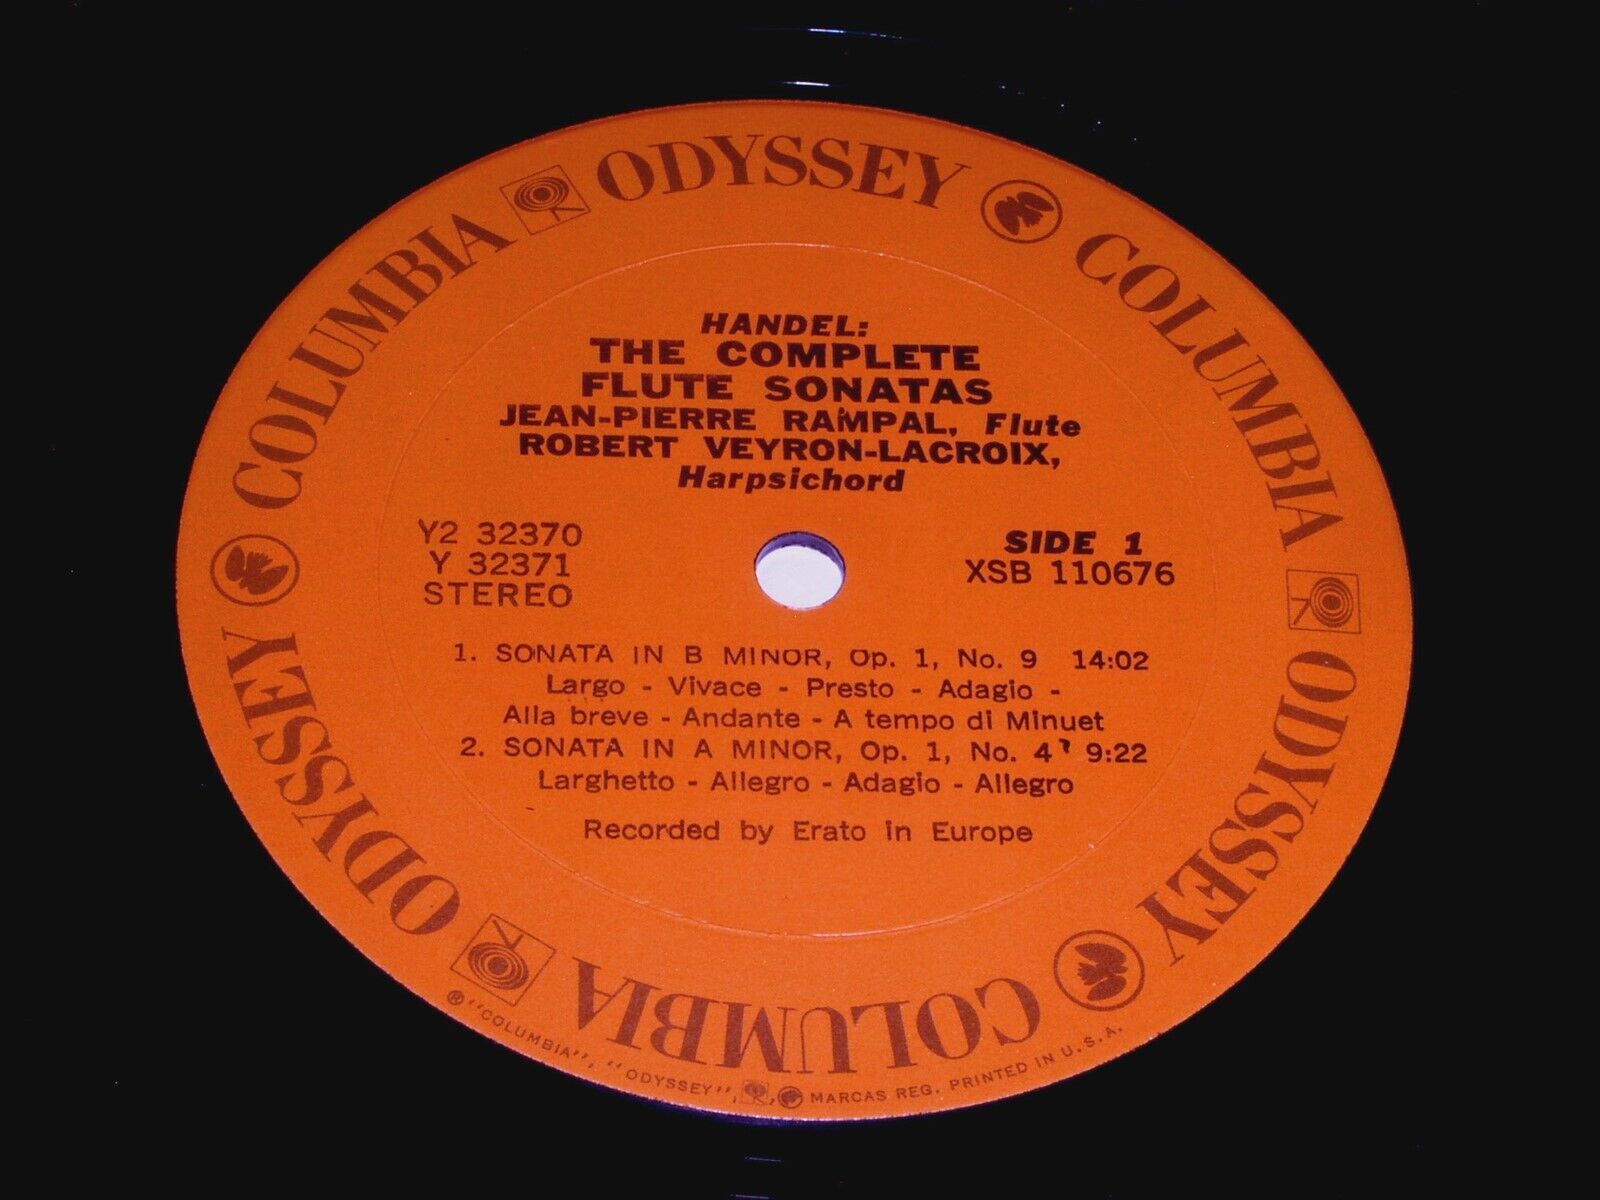 ODYSSEY
COLUMBIA
ODYSSEY
COLUMBIA
ODYSSEY
COLUMBIA
HANDEL:
THE COMPLETE
FLUTE SONATAS
JEAN-PIERRE RAMPAL, Flute
ROBERT VEYRON-LACROIX,
Harpsichord
Y2 32370
Y 32371
STEREO
SIDE 1
XSB 110676
1. SONATA IN B MINOR, Op. 1, No. 9 14:02
Largo - Vivace - Presto - Adagio -
Alla breve - Andante - A tempo di Minuet
2. SONATA IN A MINOR, Op. 1, No. 4 9:22
Larghetto - Allegro - Adagio - Allegro
Recorded by Erato in Europe
® "COLUMBIA", "ODYSSEY", , MARCAS REG. PRINTED IN U.S.A.